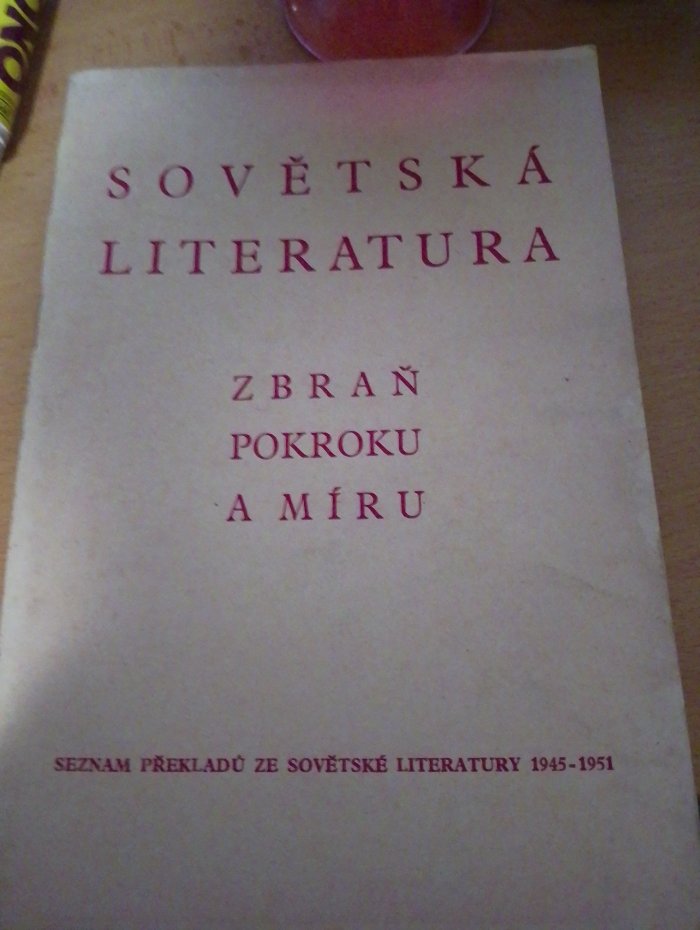 SOVĚTSKÁ
LITERATURA
ZBRAŇ
POKROKU
A MÍRU
SEZNAM PŘEKLADŮ ZE SOVĚTSKÉ LITERATURY 1945-1951